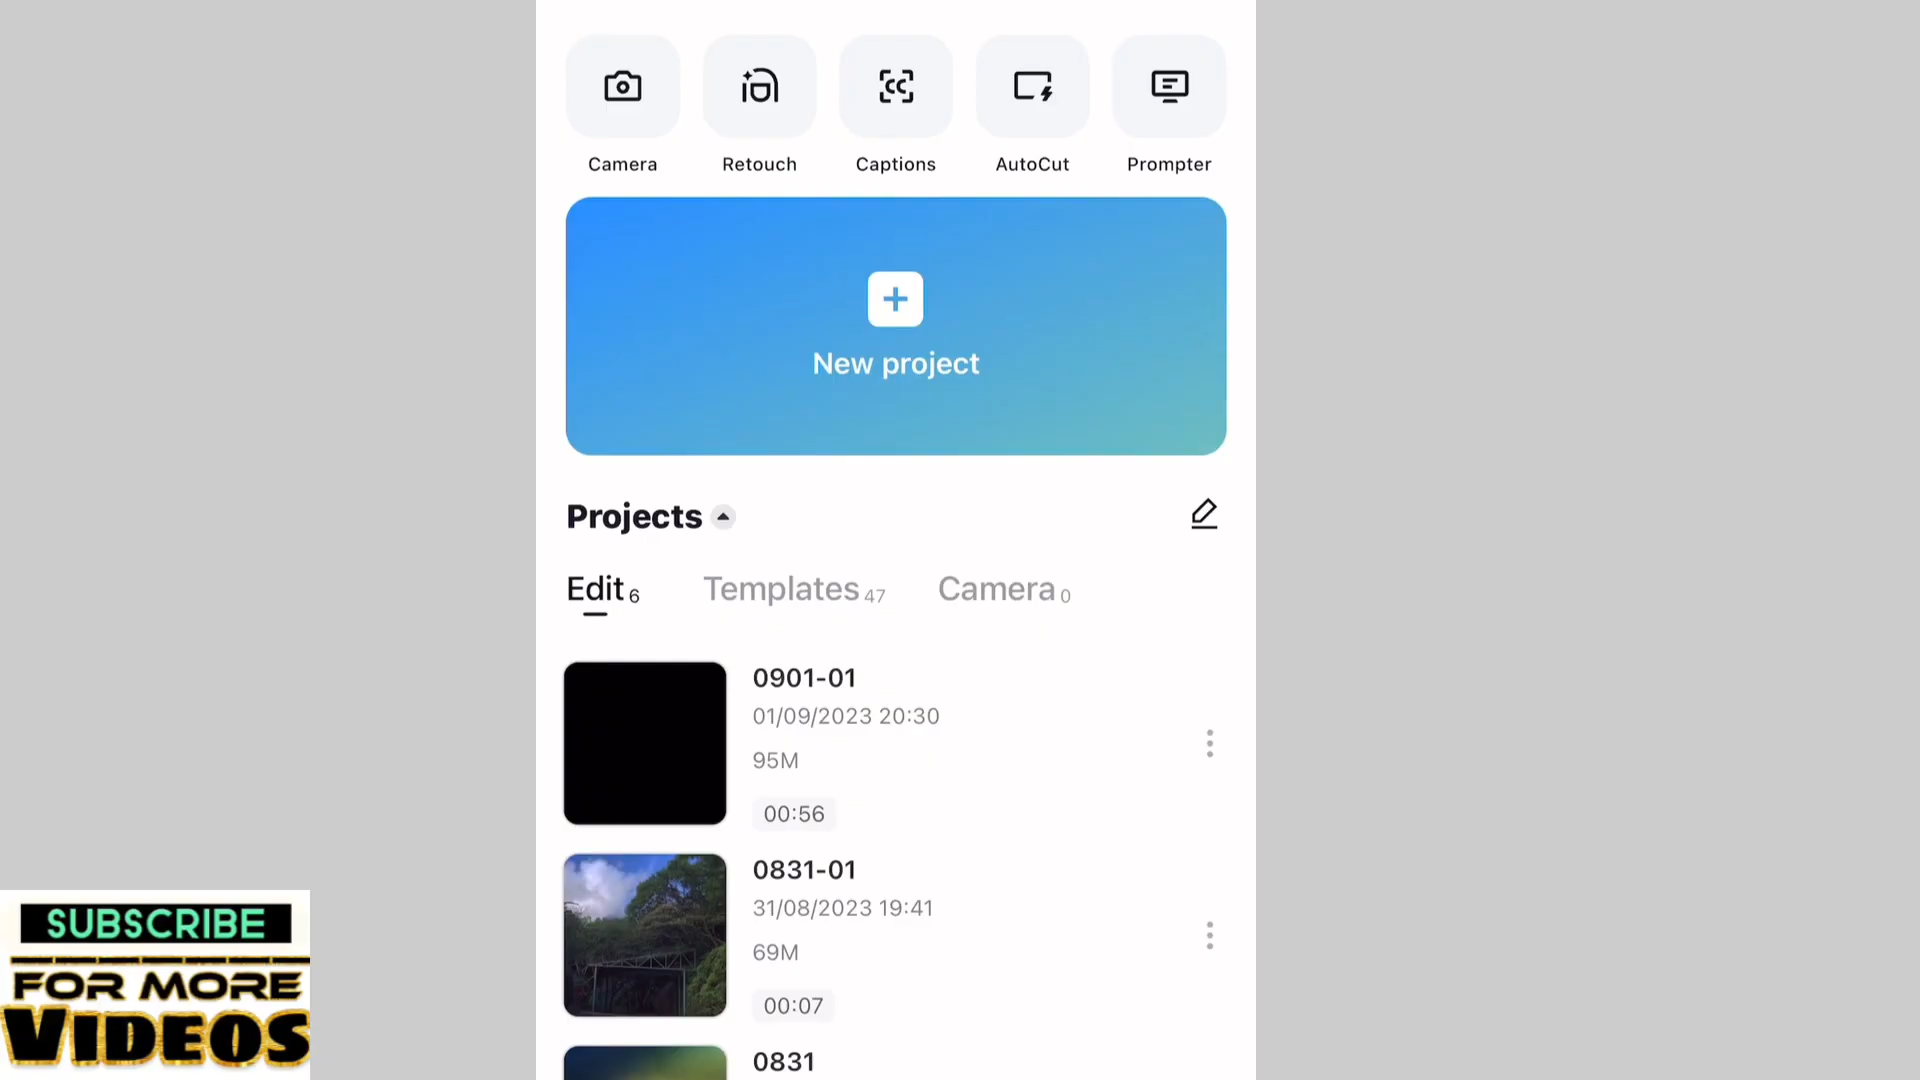 CC
Camera
Retouch
Captions
AutoCut
Prompter
New project
Projects
Edit 6
Templates 47
Camera 0
0901-01
01/09/2023 20:30
95M
00:56
0831-01
31/08/2023 19:41
69M
00:07
0831
SUBSCRIBE
FOR MORE
VIDEOS